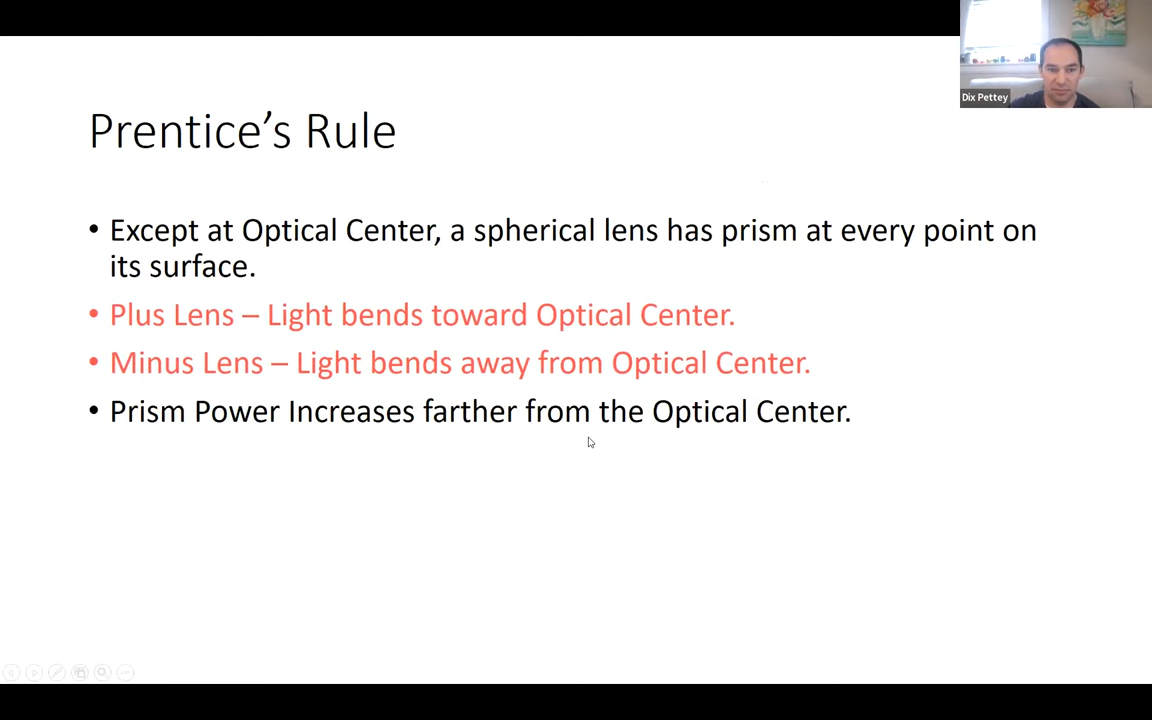 Dix Pettey
Prentice’s Rule
• Except at Optical Center, a spherical lens has prism at every point on
its surface.
• Plus Lens – Light bends toward Optical Center.
• Minus Lens – Light bends away from Optical Center.
• Prism Power Increases farther from the Optical Center.